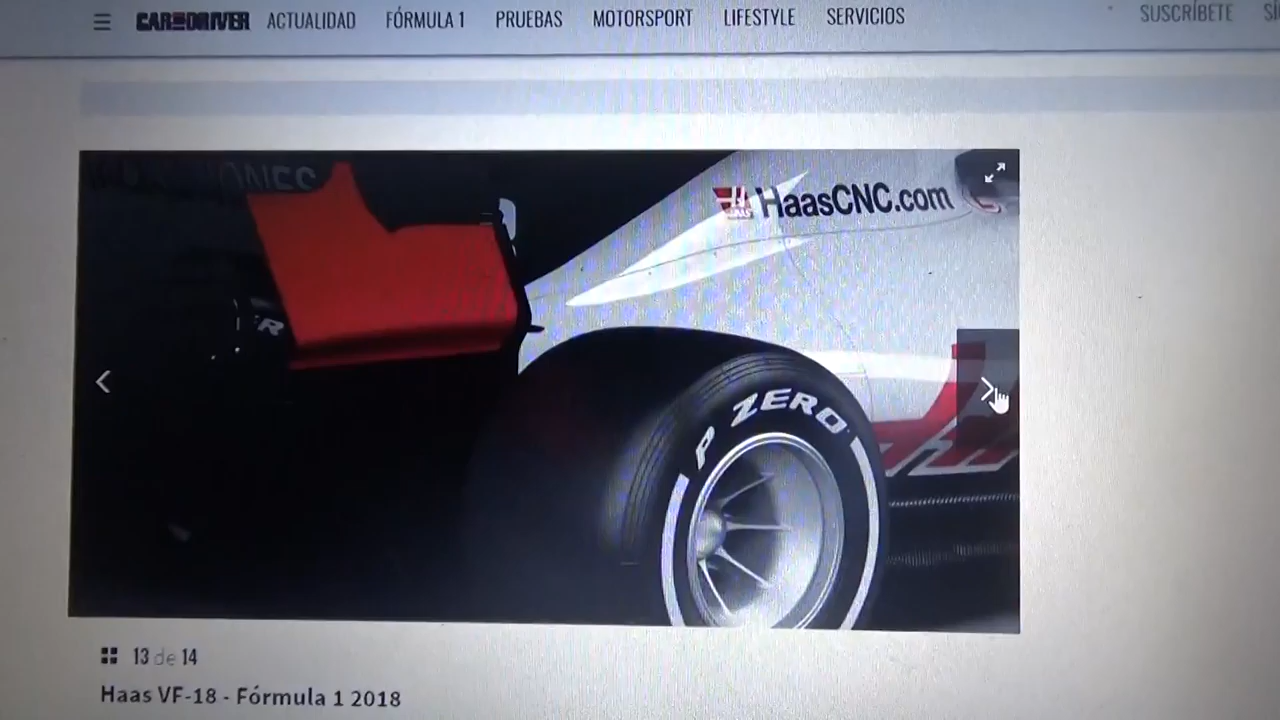 CAR AND DRIVER ACTUALIDAD FÓRMULA 1 PRUEBAS MOTORSPORT LIFESTYLE SERVICIOS SUSCRÍBETE
HAAS HaasCNC.com
P ZERO
13 de 14
Haas VF-18 - Fórmula 1 2018